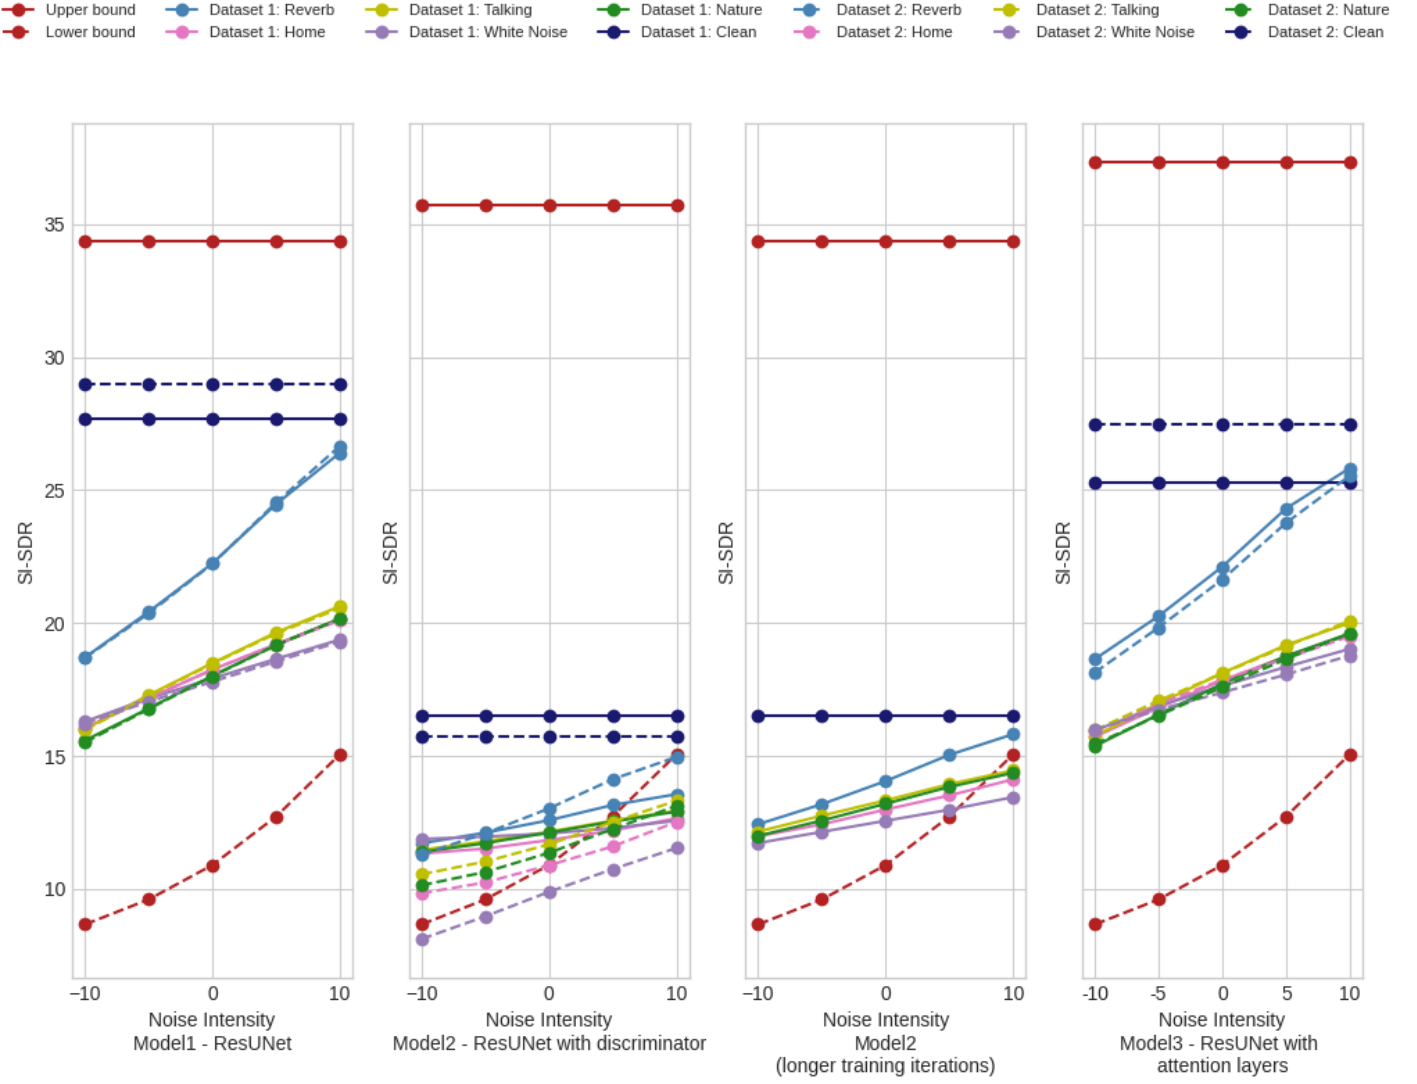 Upper bound Dataset 1: Reverb Dataset 1: Talking Dataset 1: Nature Dataset 2: Reverb Dataset 2: Talking Dataset 2: Nature
Lower bound Dataset 1: Home Dataset 1: White Noise Dataset 1: Clean Dataset 2: Home Dataset 2: White Noise Dataset 2: Clean
35
30
25
20
15
10
SI-SDR SI-SDR SI-SDR SI-SDR
−10 0 10 −10 0 10 −10 0 10 -10 -5 0 5 10
Noise Intensity Noise Intensity Noise Intensity Noise Intensity
Model1 - ResUNet Model2 - ResUNet with discriminator Model2 Model3 - ResUNet with
(longer training iterations) attention layers